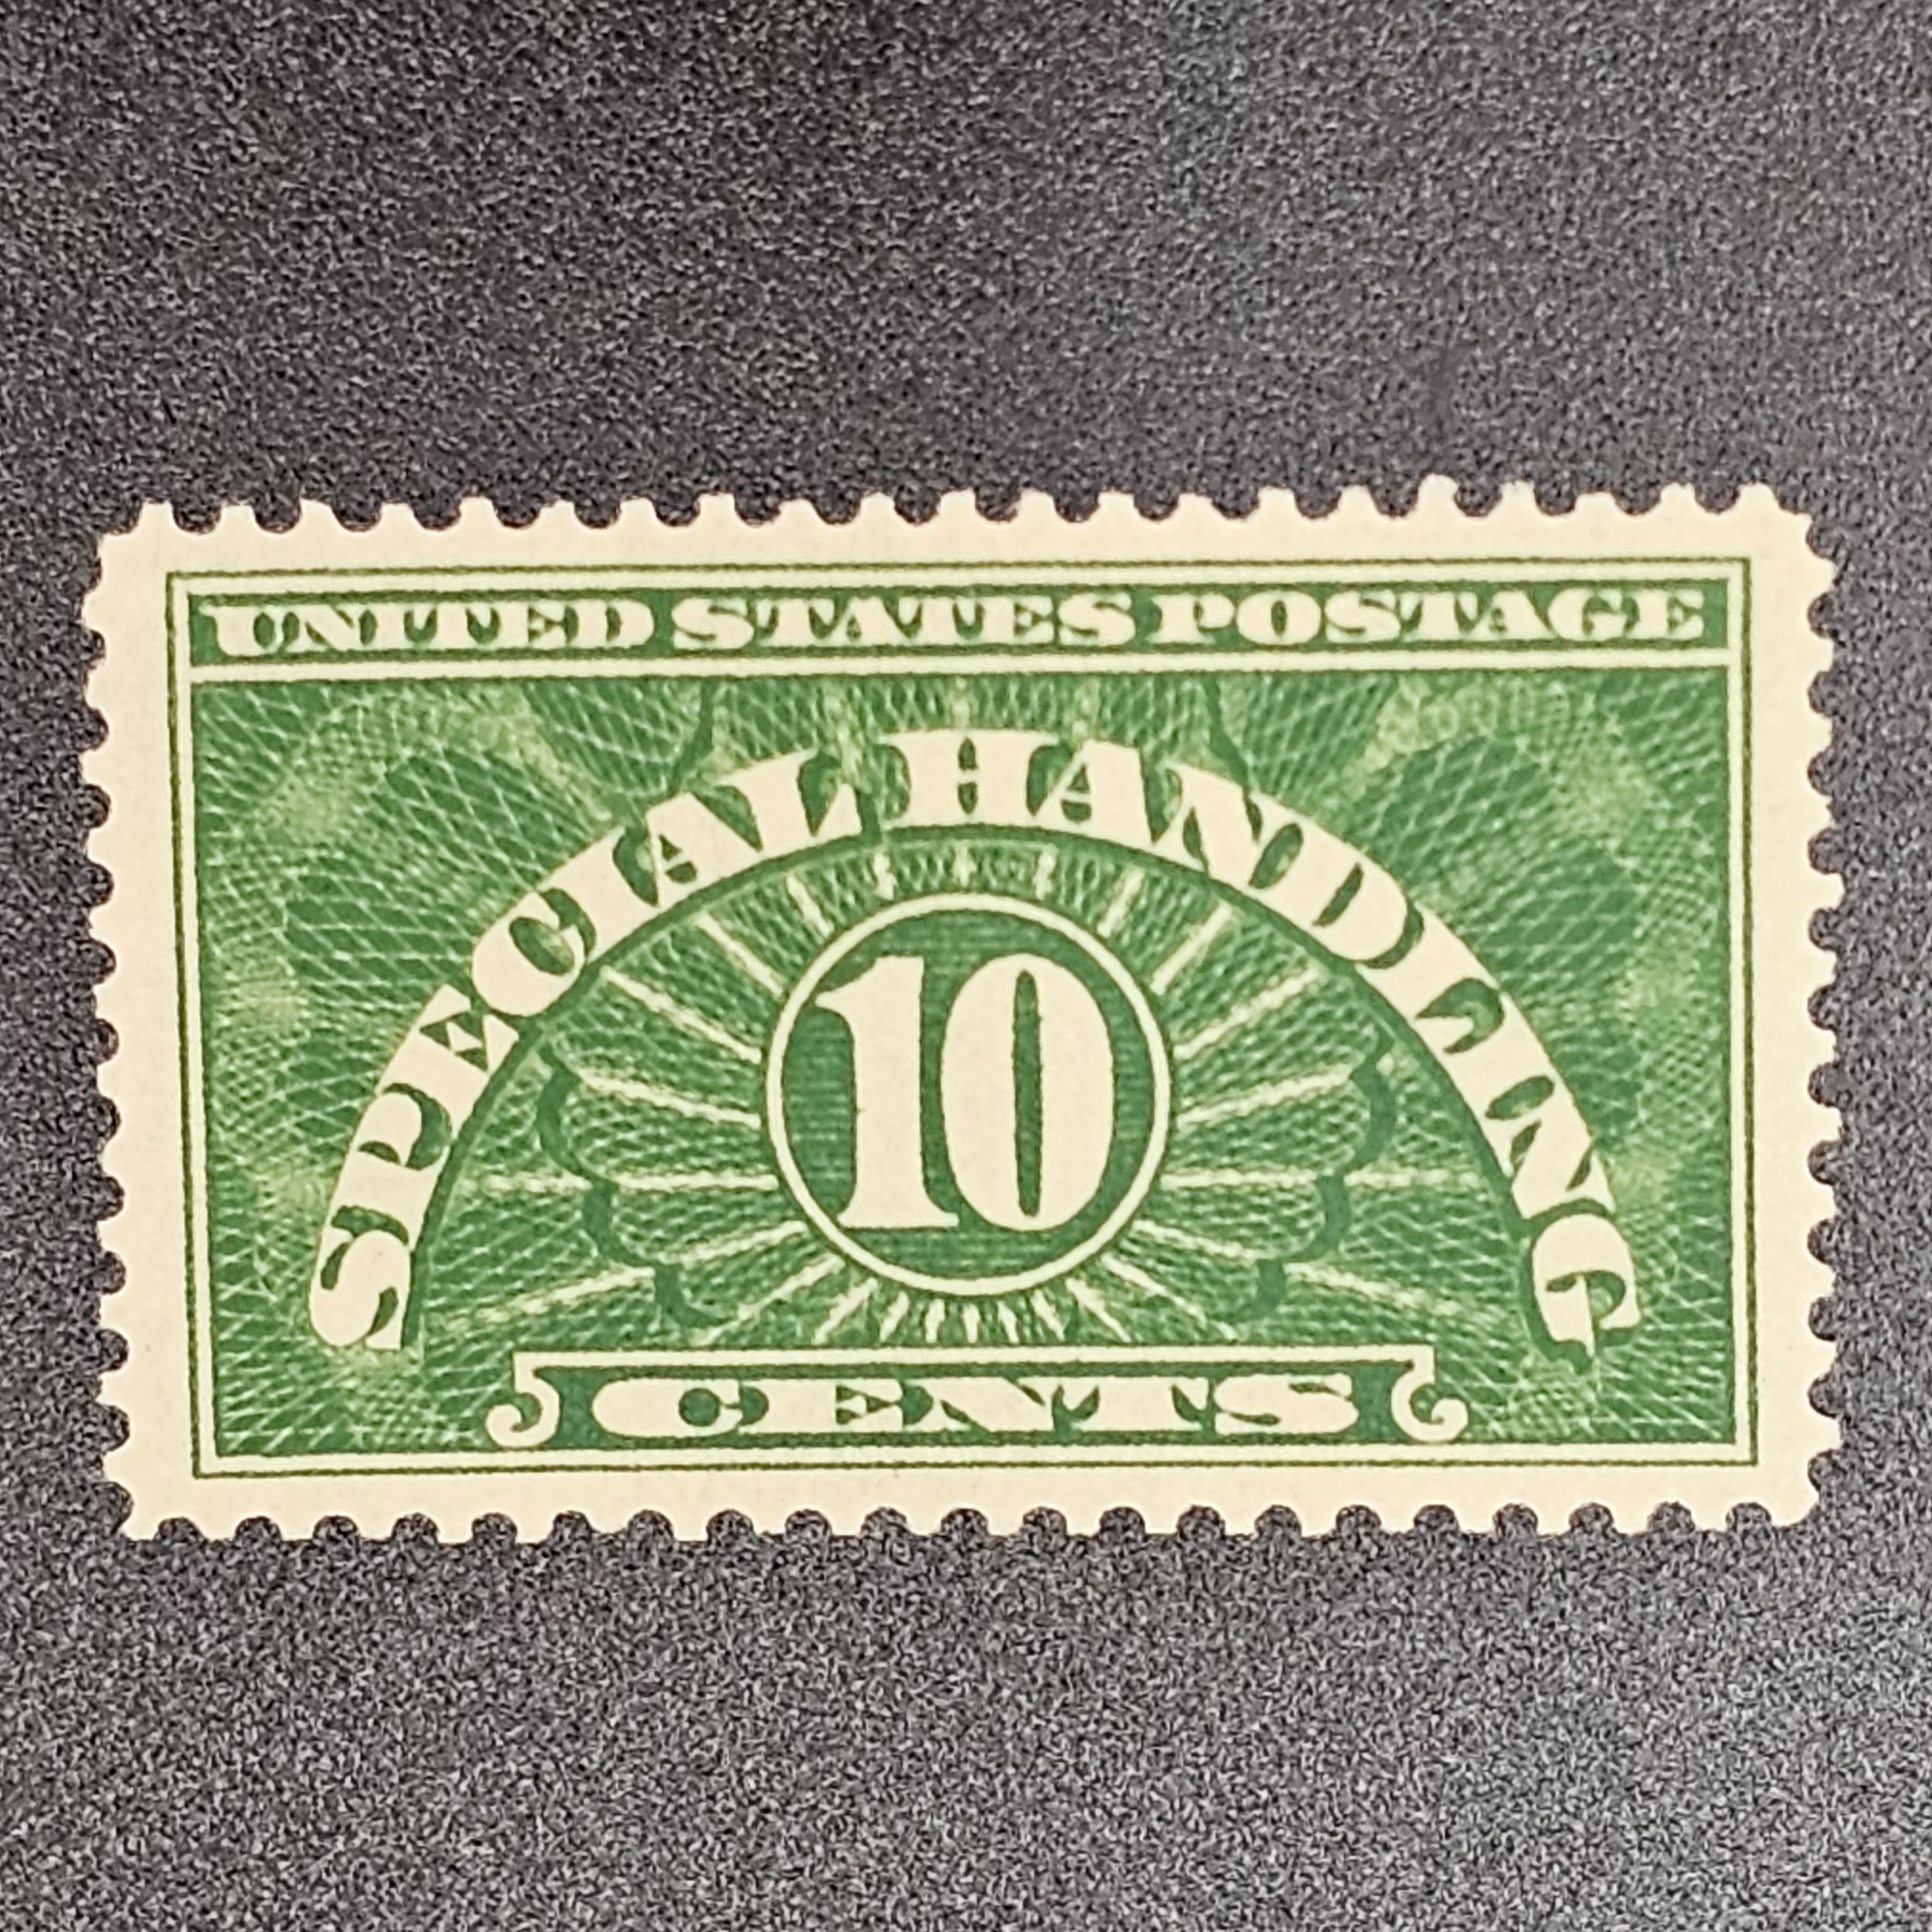 UNITED STATES POSTAGE
SPECIAL HANDLING
10
CENTS